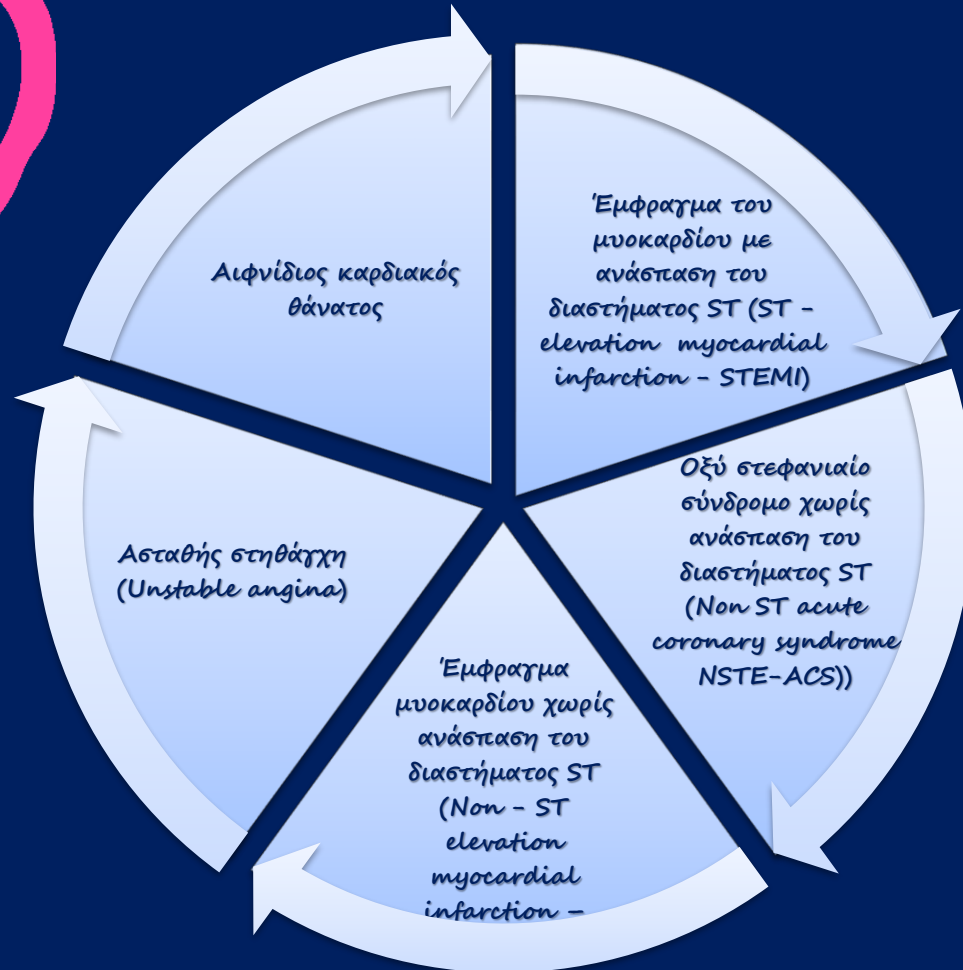 Έμφραγμα του
μυοκαρδίου με
ανάσπαση του
διαστήματος ST (ST -
elevation myocardial
infarction - STEMI)
Οξύ στεφανιαίο
σύνδρομο χωρίς
ανάσπαση του
διαστήματος ST
(Non ST acute
coronary syndrome
NSTE-ACS))
Έμφραγμα
μυοκαρδίου χωρίς
ανάσπαση του
διαστήματος ST
(Non - ST
elevation
myocardial
infarction –
Ασταθής στηθάγχη
(Unstable angina)
Αιφνίδιος καρδιακός
θάνατος